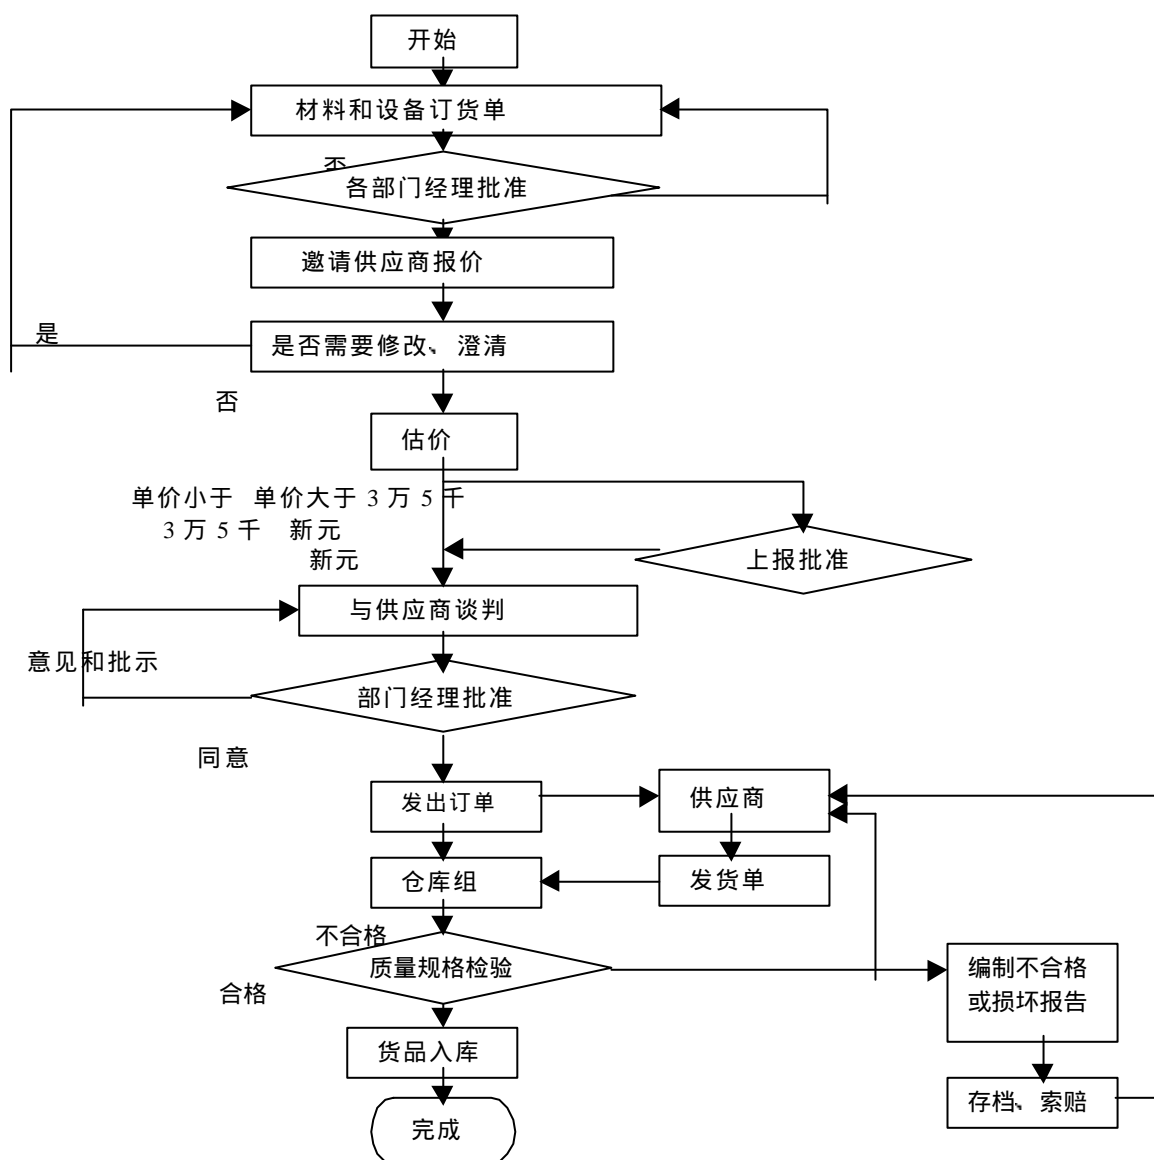 开始
材料和设备订货单
否
各部门经理批准
邀请供应商报价
是
是否需要修改、澄清
否
估价
单价小于 单价大于 3 万 5 千
3 万 5 千 新元
新元
上报批准
与供应商谈判
意见和批示
部门经理批准
同意
发出订单
供应商
仓库组
发货单
不合格
质量规格检验
编制不合格
或损坏报告
合格
货品入库
存档、索赔
完成